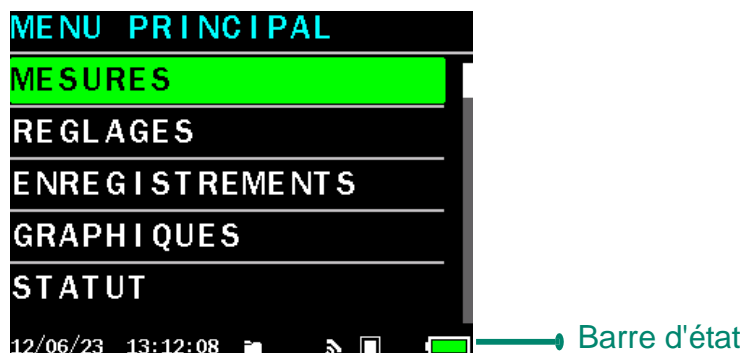 MENU PRINCIPAL
MESURES
REGLAGES
ENREGISTREMENTS
GRAPHIQUES
STATUT
12/06/23 13:12:08
Barre d'état